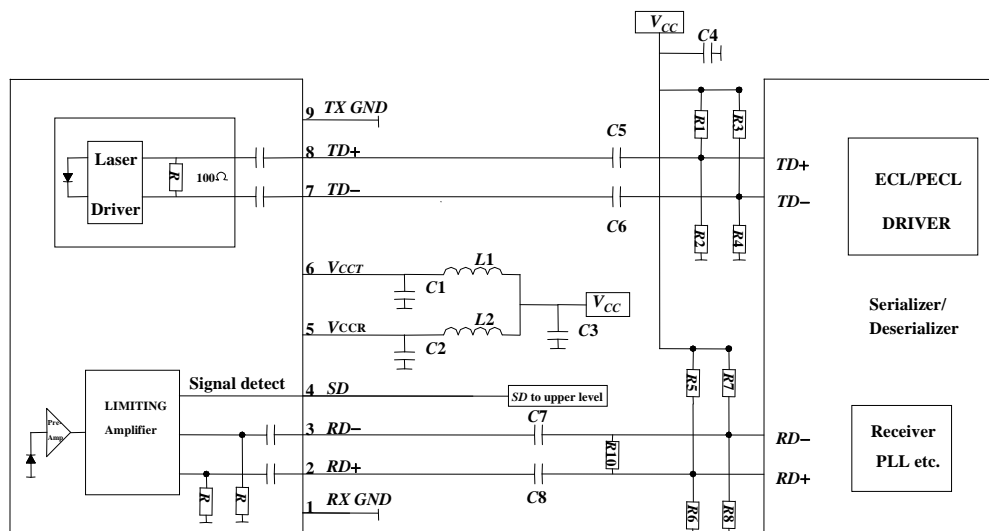 V_CC
C4
9 TX GND
R1 R3
C5
8 TD+ TD+
Laser
R 100Ω
Driver
7 TD− TD−
C6
R2 R4
ECL/PECL
DRIVER
6 VCCT
L1
C1
V_CC
5 VCCR
L2
C2
C3
Serializer/
Deserializer
R5 R7
Signal detect 4 SD
SD to upper level
LIMITING
Amplifier
Pre
Amp
C7
3 RD− RD−
R10
Receiver
PLL etc.
2 RD+ RD+
C8
R R
R6 R8
1 RX GND